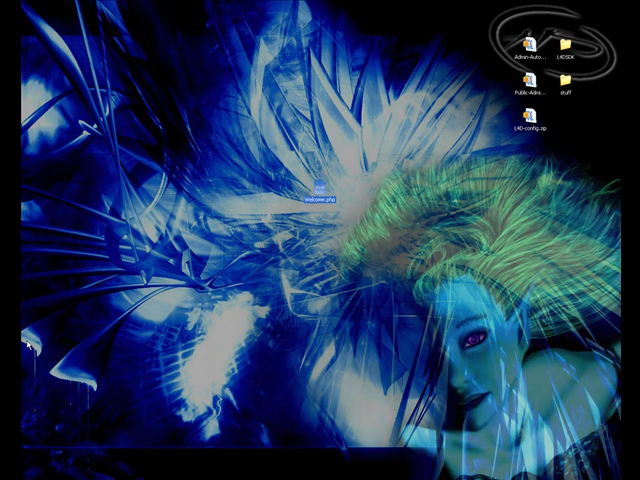 Admin-Auto...
L4DSDK
Public-Admi...
stuff
L4D-config.zip
Welcome.php